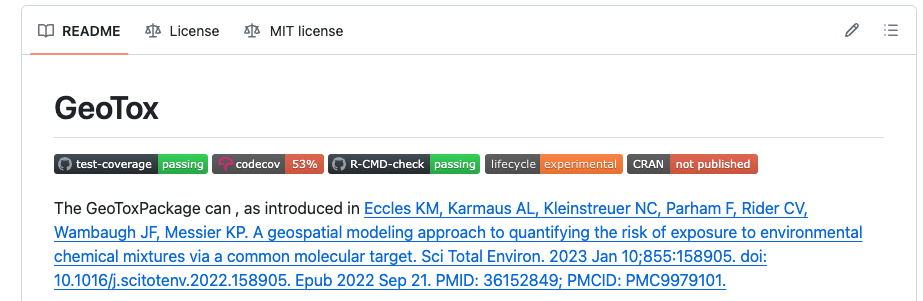 README License MIT license
GeoTox
test-coverage passing codecov 53% R-CMD-check passing lifecycle experimental CRAN not published
The GeoToxPackage can , as introduced in Eccles KM, Karmaus AL, Kleinstreuer NC, Parham F, Rider CV,
Wambaugh JF, Messier KP. A geospatial modeling approach to quantifying the risk of exposure to environmental
chemical mixtures via a common molecular target. Sci Total Environ. 2023 Jan 10;855:158905. doi:
10.1016/j.scitotenv.2022.158905. Epub 2022 Sep 21. PMID: 36152849; PMCID: PMC9979101.